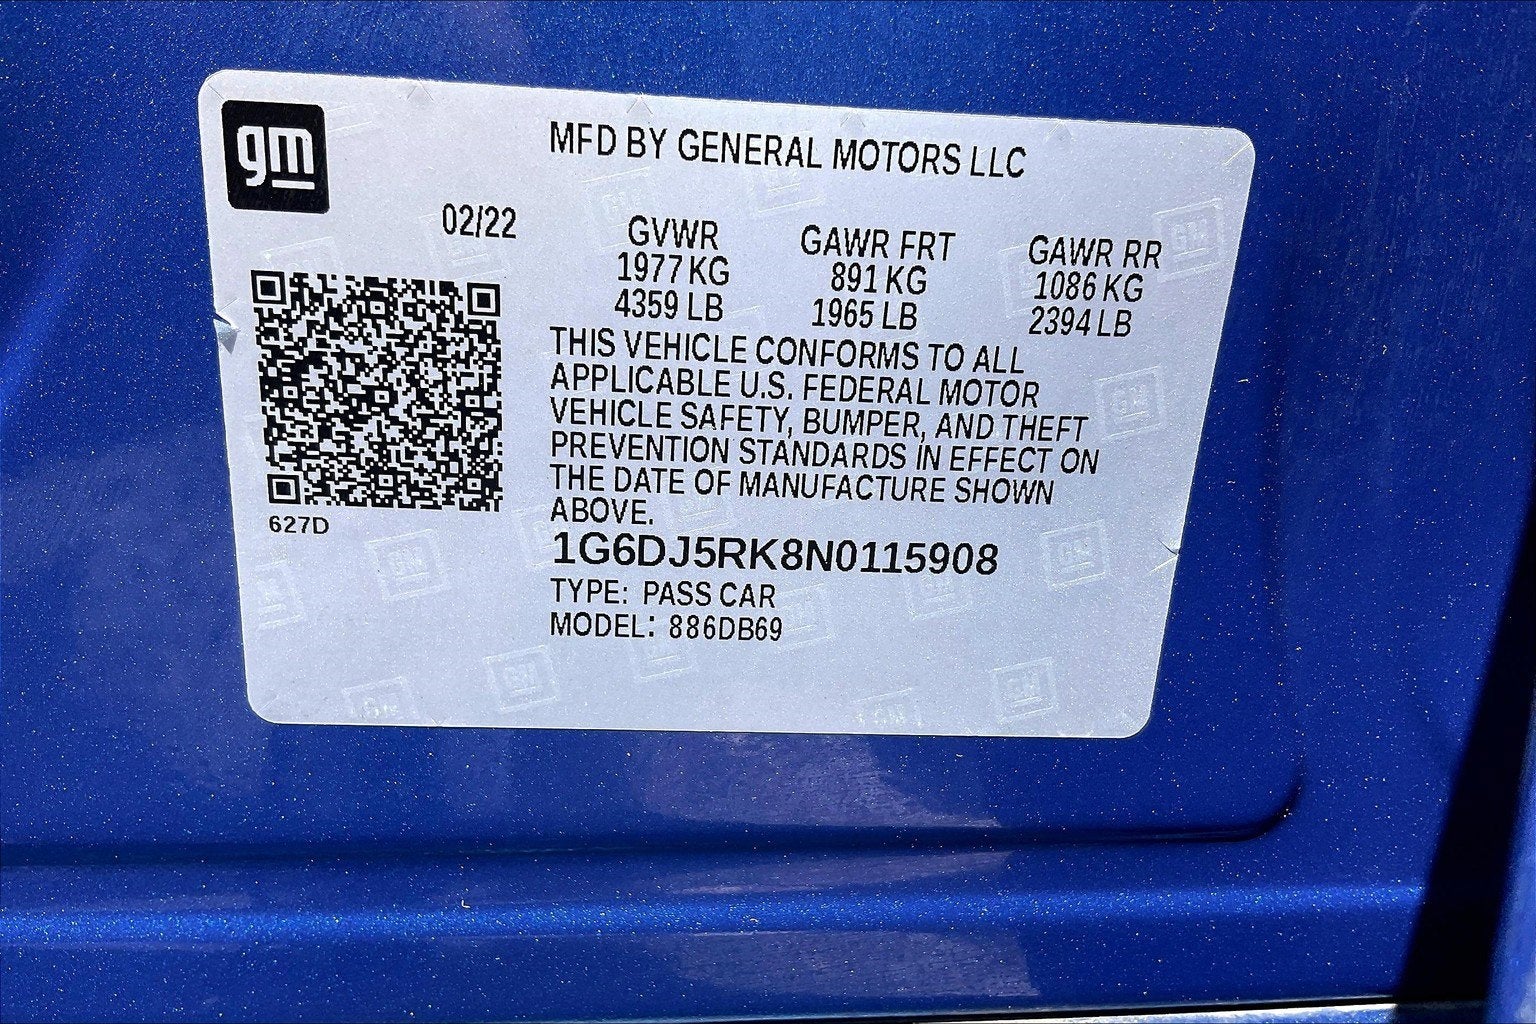 gm
MFD BY GENERAL MOTORS LLC
02/22
GVWR GAWR FRT GAWR RR
1977 KG 891 KG 1086 KG
4359 LB 1965 LB 2394 LB
THIS VEHICLE CONFORMS TO ALL
APPLICABLE U.S. FEDERAL MOTOR
VEHICLE SAFETY, BUMPER, AND THEFT
PREVENTION STANDARDS IN EFFECT ON
THE DATE OF MANUFACTURE SHOWN
ABOVE.
627D
1G6DJ5RK8N0115908
TYPE: PASS CAR
MODEL: 886DB69